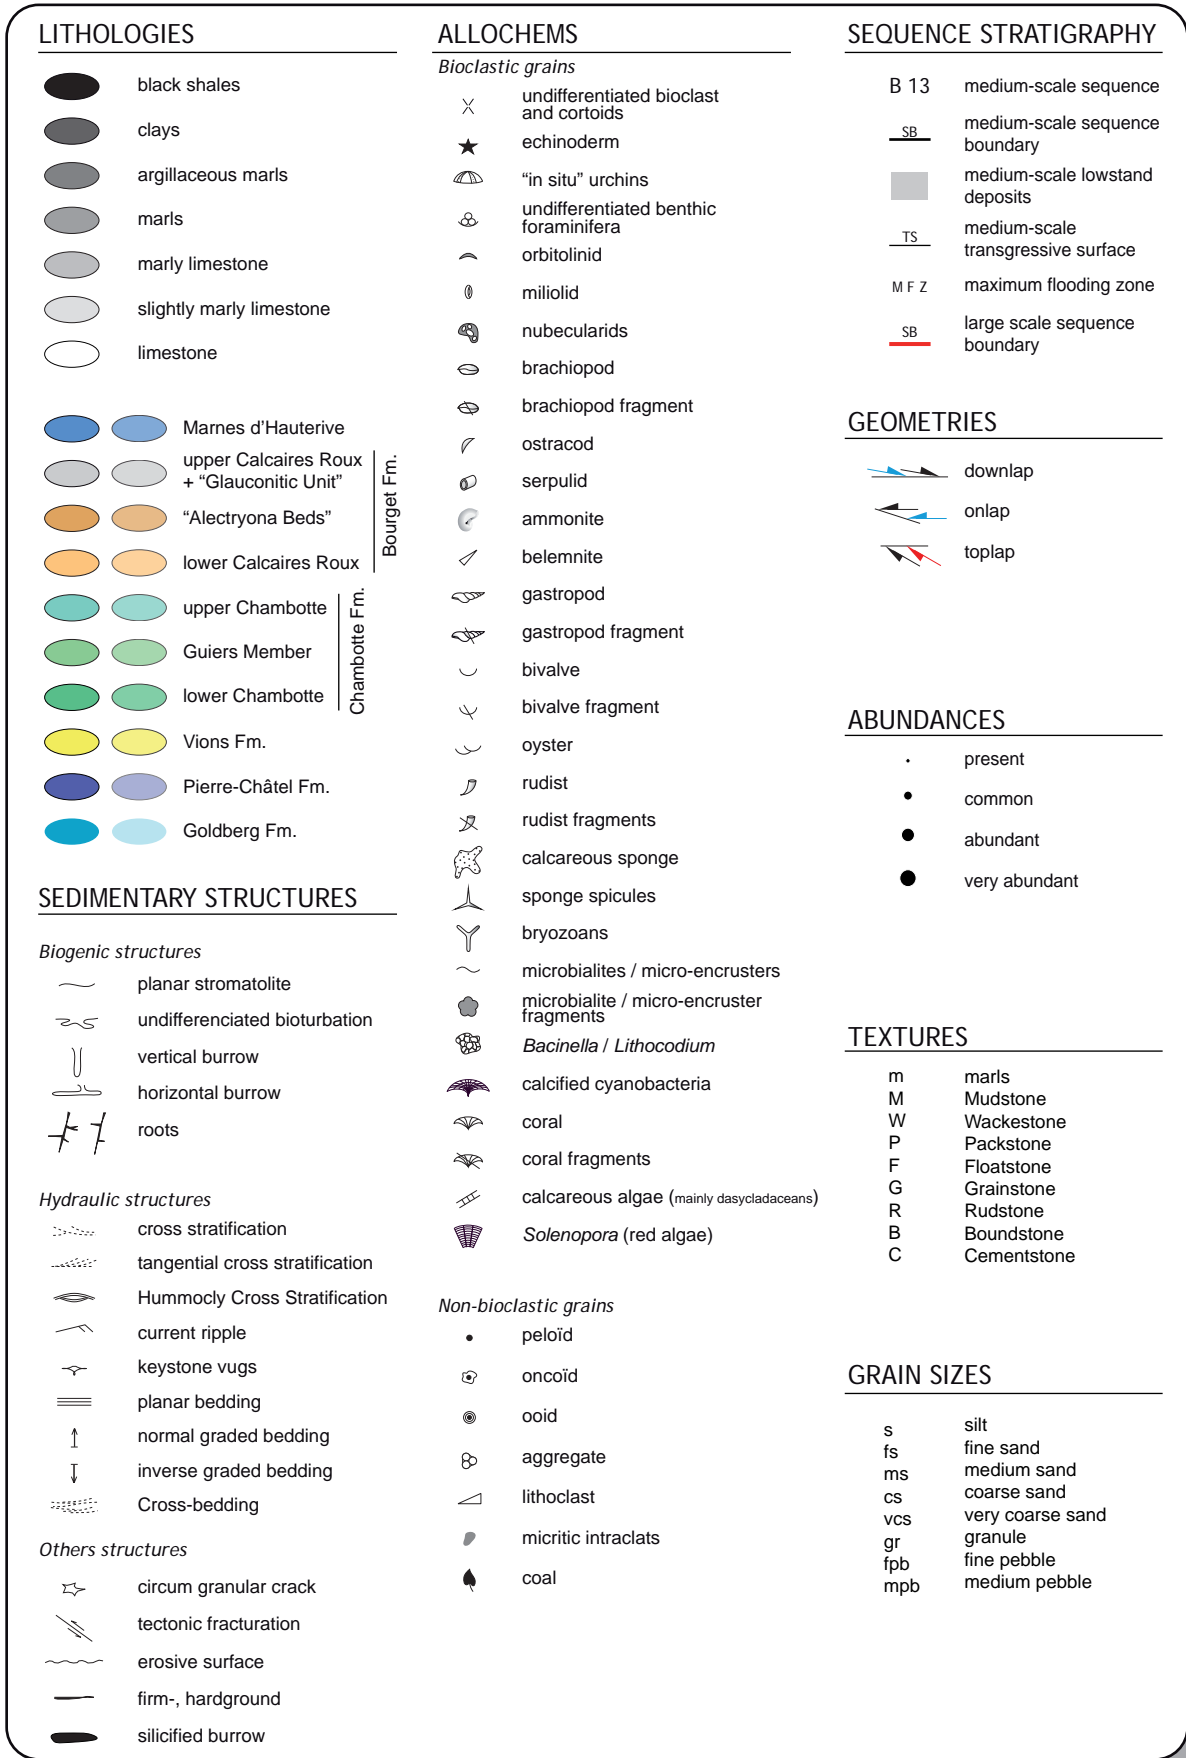 LITHOLOGIES
black shales
clays
argillaceous marls
marls
marly limestone
slightly marly limestone
limestone
Marnes d’Hauterive
upper Calcaires Roux
+ “Glauconitic Unit”
“Alectryona Beds”
lower Calcaires Roux
Bourget Fm.
upper Chambotte
Guiers Member
lower Chambotte
Chambotte Fm.
Vions Fm.
Pierre-Châtel Fm.
Goldberg Fm.
SEDIMENTARY STRUCTURES
Biogenic structures
planar stromatolite
undifferenciated bioturbation
vertical burrow
horizontal burrow
roots
Hydraulic structures
cross stratification
tangential cross stratification
Hummocly Cross Stratification
current ripple
keystone vugs
planar bedding
normal graded bedding
inverse graded bedding
Cross-bedding
Others structures
circum granular crack
tectonic fracturation
erosive surface
firm-, hardground
silicified burrow
ALLOCHEMS
Bioclastic grains
undifferentiated bioclast
and cortoids
echinoderm
“in situ” urchins
undifferentiated benthic
foraminifera
orbitolinid
miliolid
nubecularids
brachiopod
brachiopod fragment
ostracod
serpulid
ammonite
belemnite
gastropod
gastropod fragment
bivalve
bivalve fragment
oyster
rudist
rudist fragments
calcareous sponge
sponge spicules
bryozoans
microbialites / micro-encrusters
microbialite / micro-encruster
fragments
Bacinella / Lithocodium
calcified cyanobacteria
coral
coral fragments
calcareous algae (mainly dasycladaceans)
Solenopora (red algae)
Non-bioclastic grains
peloïd
oncoïd
ooid
aggregate
lithoclast
micritic intraclats
coal
SEQUENCE STRATIGRAPHY
B 13 medium-scale sequence
SB medium-scale sequence
boundary
medium-scale lowstand
deposits
TS medium-scale
transgressive surface
M F Z maximum flooding zone
SB large scale sequence
boundary
GEOMETRIES
downlap
onlap
toplap
ABUNDANCES
present
common
abundant
very abundant
TEXTURES
m marls
M Mudstone
W Wackestone
P Packstone
F Floatstone
G Grainstone
R Rudstone
B Boundstone
C Cementstone
GRAIN SIZES
s silt
fs fine sand
ms medium sand
cs coarse sand
vcs very coarse sand
gr granule
fpb fine pebble
mpb medium pebble